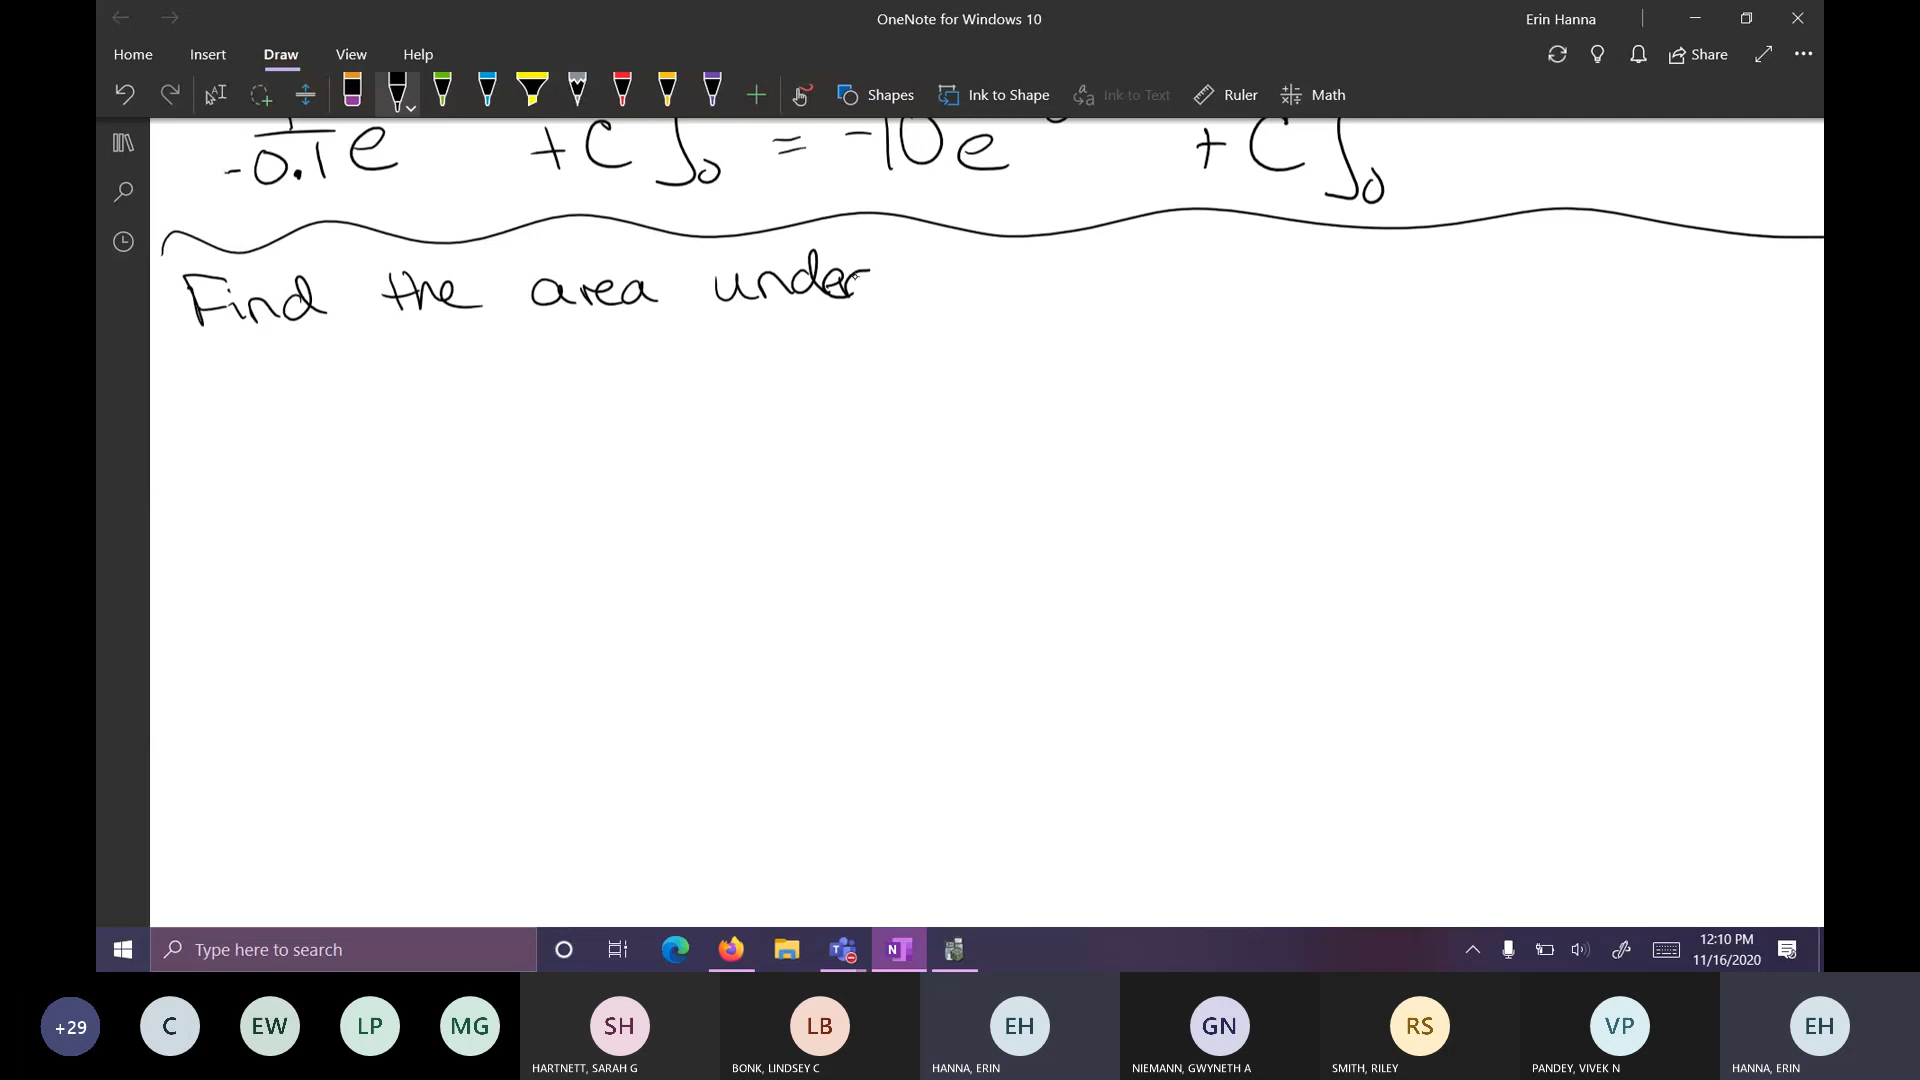 OneNote for Windows 10
Erin Hanna
Home Insert Draw View Help
Share
Shapes Ink to Shape Ink to Text Ruler Math
-0.1 e + C ]0 = -10 e + C ]0
Find the area under
Type here to search
12:10 PM
11/16/2020
+29 C EW LP MG SH LB EH GN RS VP EH
HARTNETT, SARAH G BONK, LINDSEY C HANNA, ERIN NIEMANN, GWYNETH A SMITH, RILEY PANDEY, VIVEK N HANNA, ERIN